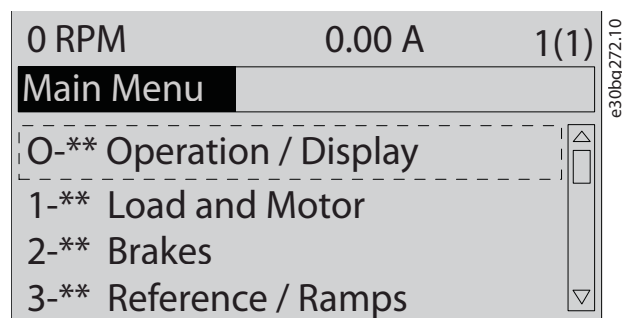 0 RPM 0.00 A 1(1)
Main Menu
O-** Operation / Display
1-** Load and Motor
2-** Brakes
3-** Reference / Ramps
e30bq272.10